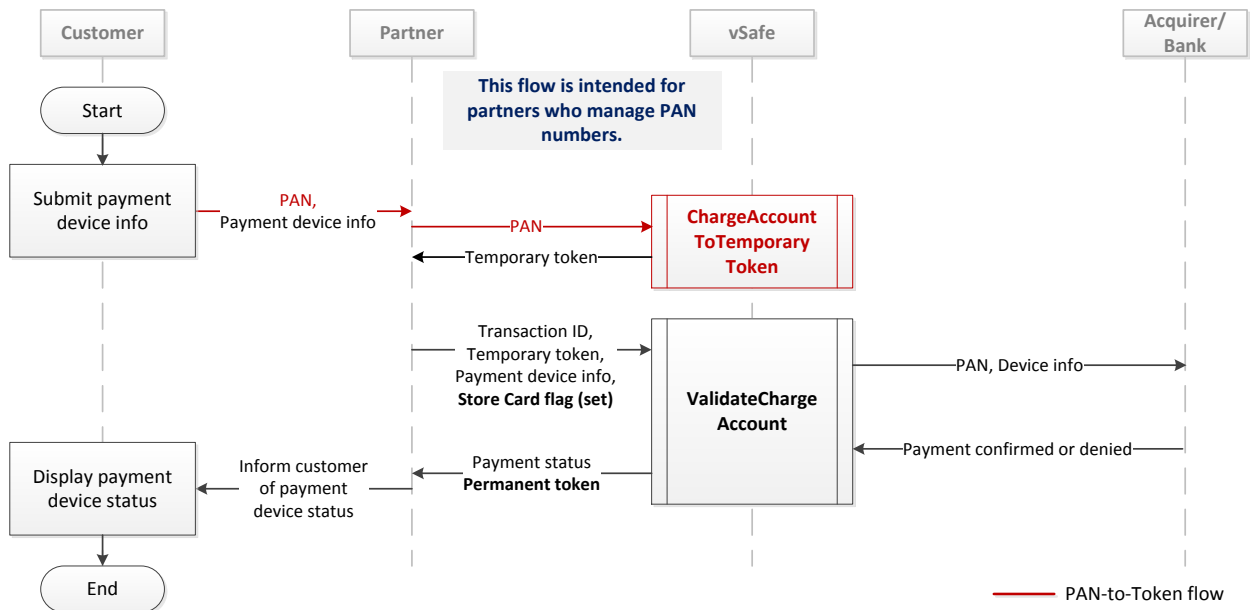 Customer
Partner
vSafe
Acquirer/
Bank
This flow is intended for
partners who manage PAN
numbers.
Start
Submit payment
device info
PAN,
Payment device info
PAN
Temporary token
ChargeAccount
ToTemporary
Token
Transaction ID,
Temporary token,
Payment device info,
Store Card flag (set)
ValidateCharge
Account
PAN, Device info
Payment confirmed or denied
Payment status
Permanent token
Inform customer
of payment
device status
Display payment
device status
End
PAN-to-Token flow